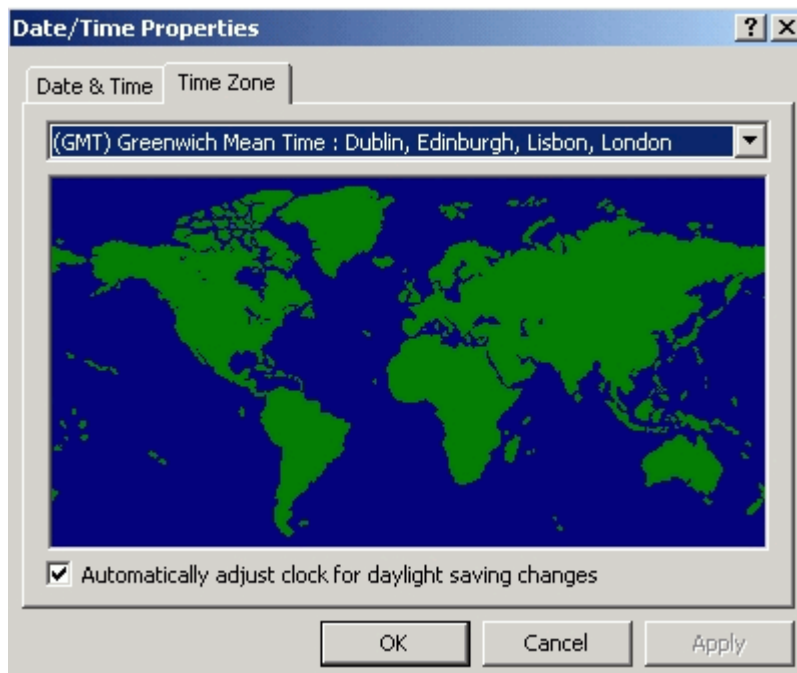 Date/Time Properties
Date & Time Time Zone
(GMT) Greenwich Mean Time : Dublin, Edinburgh, Lisbon, London
Automatically adjust clock for daylight saving changes
OK Cancel Apply